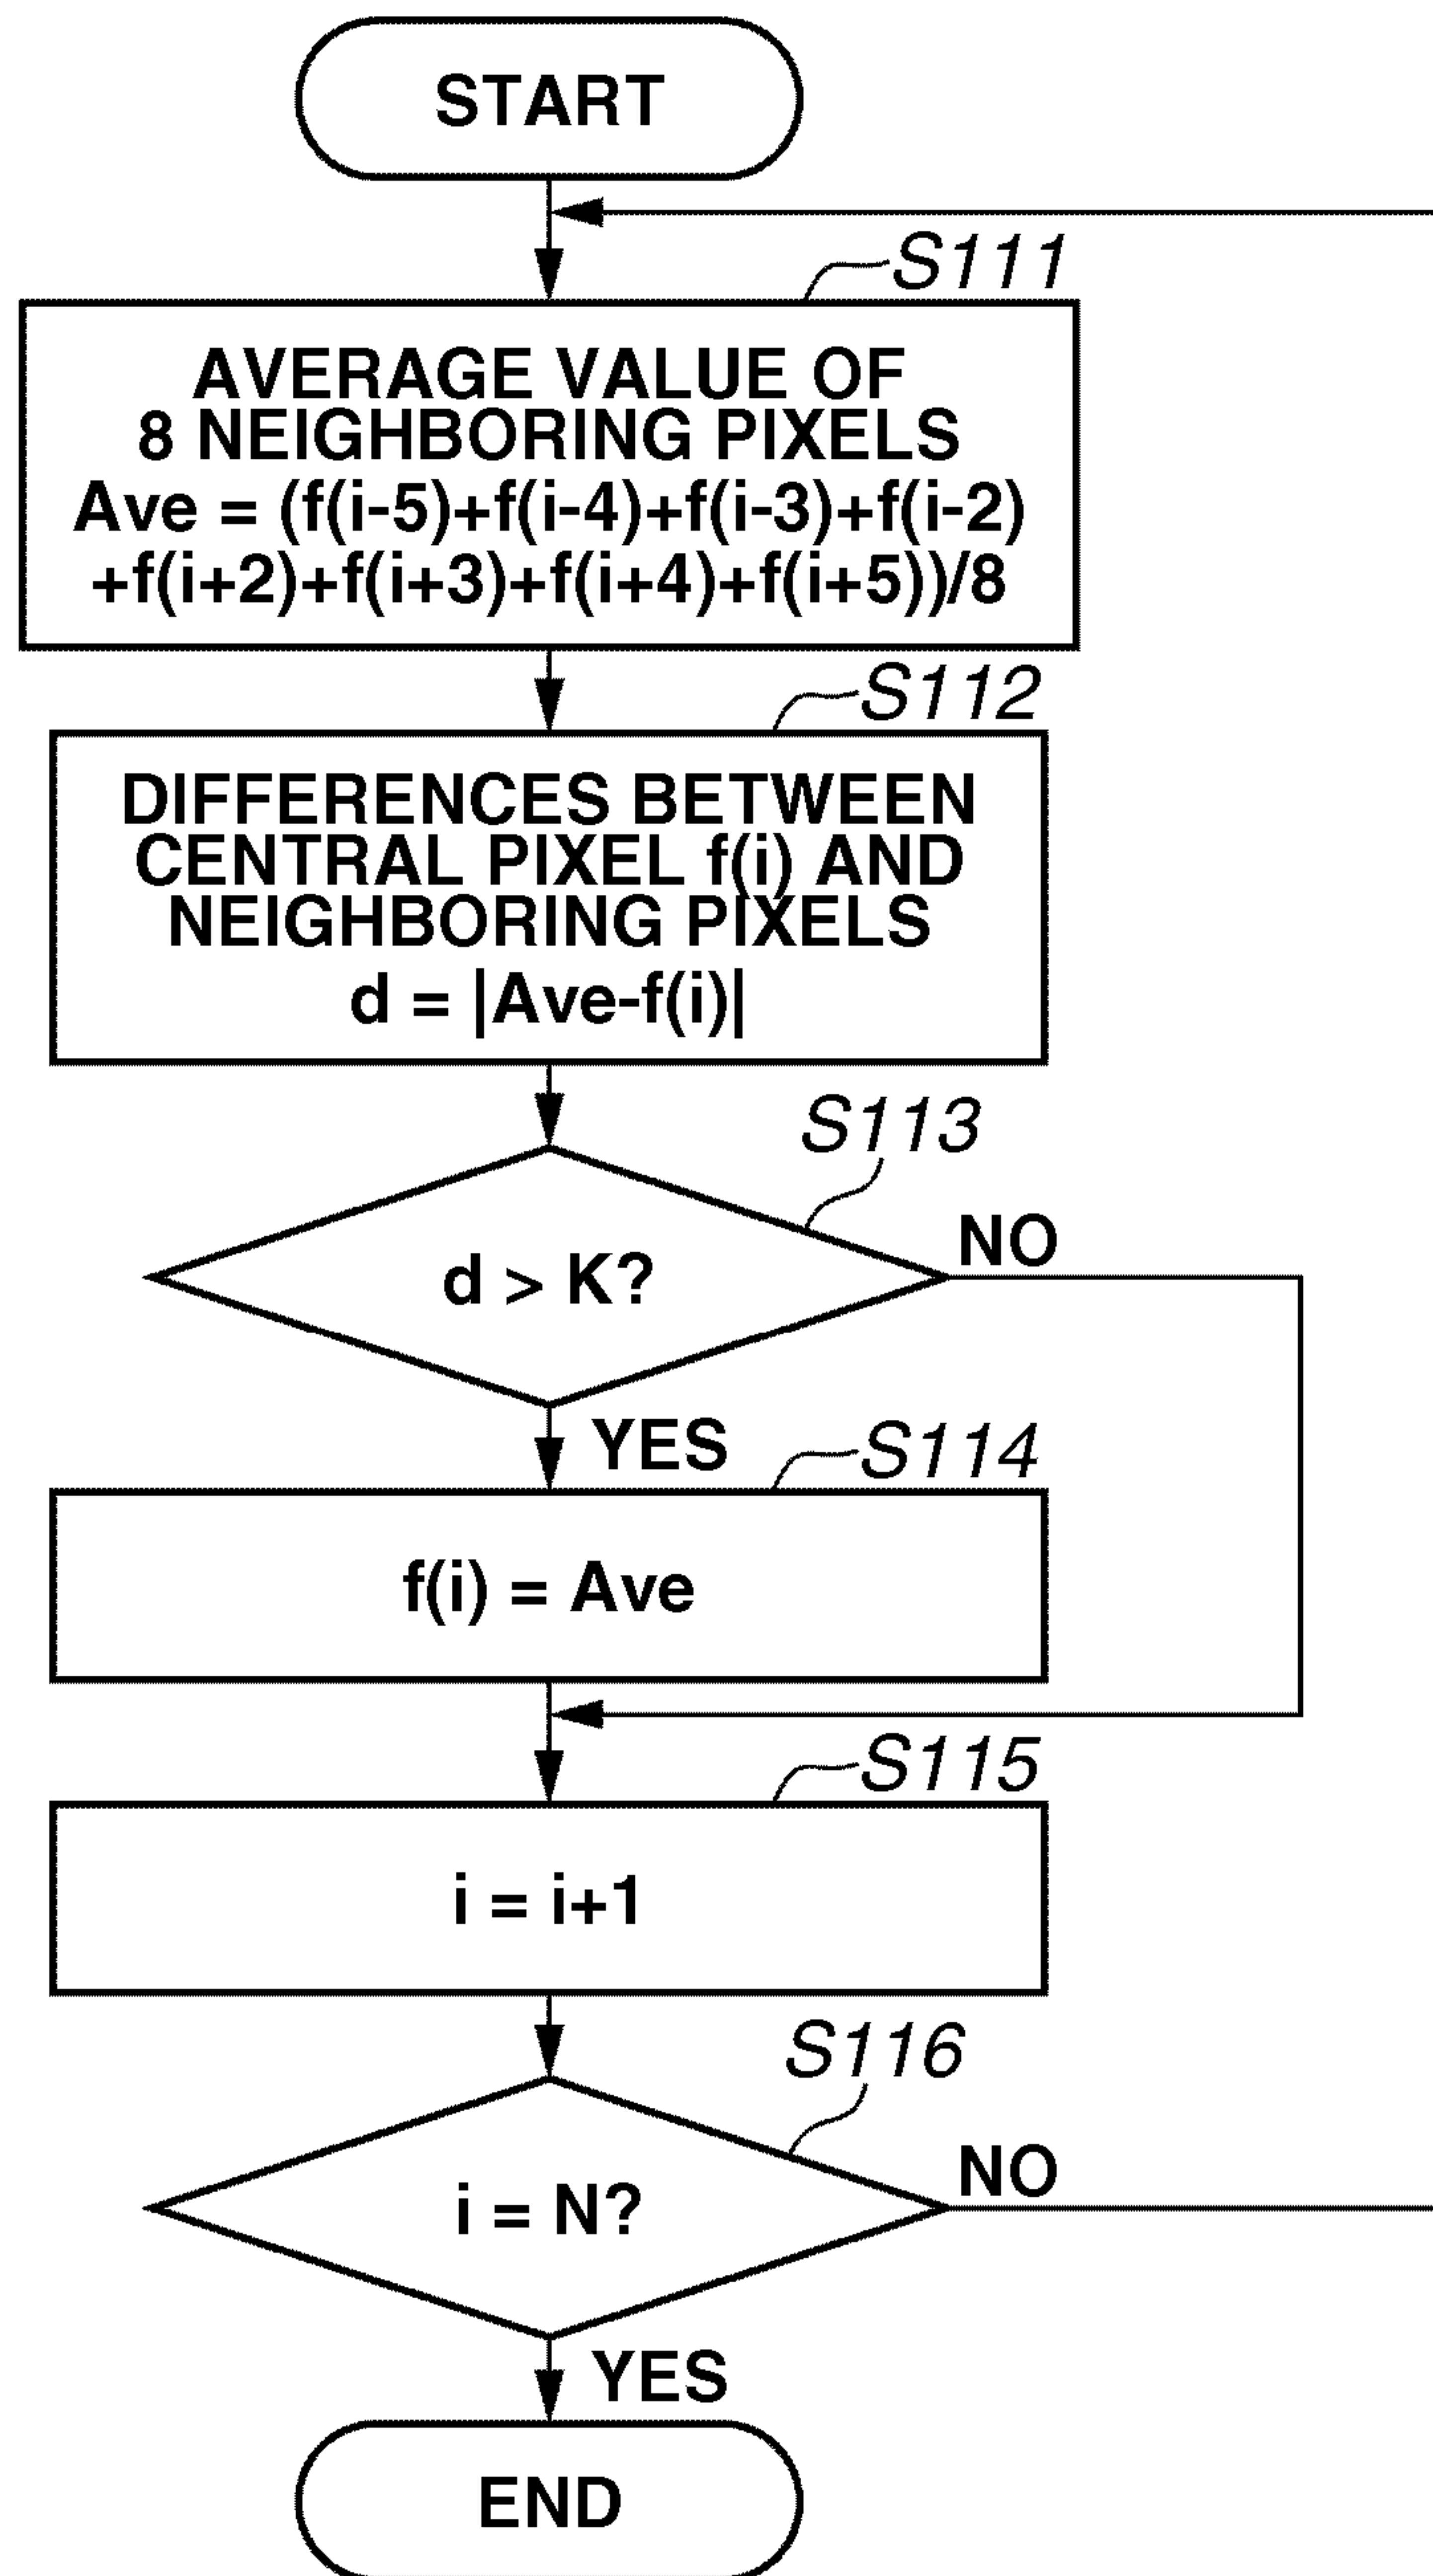 START
S111
AVERAGE VALUE OF
8 NEIGHBORING PIXELS
Ave = (f(i-5)+f(i-4)+f(i-3)+f(i-2)
+f(i+2)+f(i+3)+f(i+4)+f(i+5))/8
S112
DIFFERENCES BETWEEN
CENTRAL PIXEL f(i) AND
NEIGHBORING PIXELS
d = |Ave-f(i)|
S113
d > K?
NO
YES
S114
f(i) = Ave
S115
i = i+1
S116
i = N?
NO
YES
END